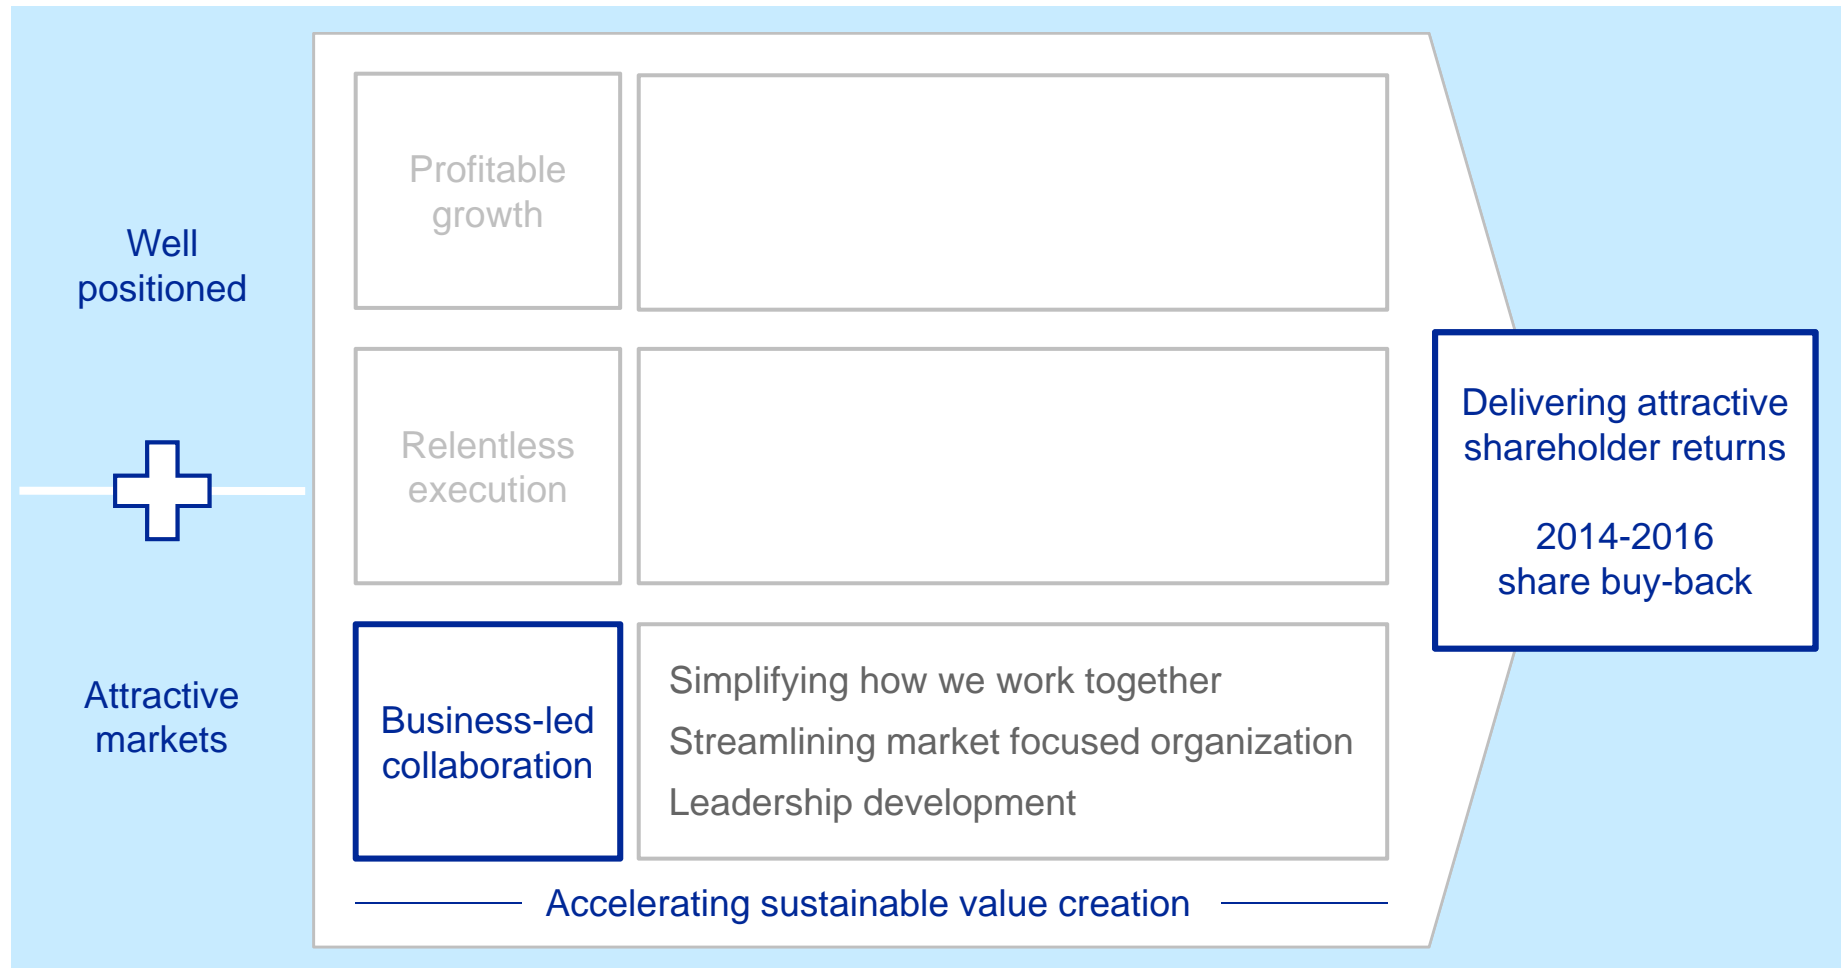 Well
positioned
Attractive
markets
Profitable
growth
Relentless
execution
Business-led
collaboration
Simplifying how we work together
Streamlining market focused organization
Leadership development
Accelerating sustainable value creation
Delivering attractive
shareholder returns
2014-2016
share buy-back